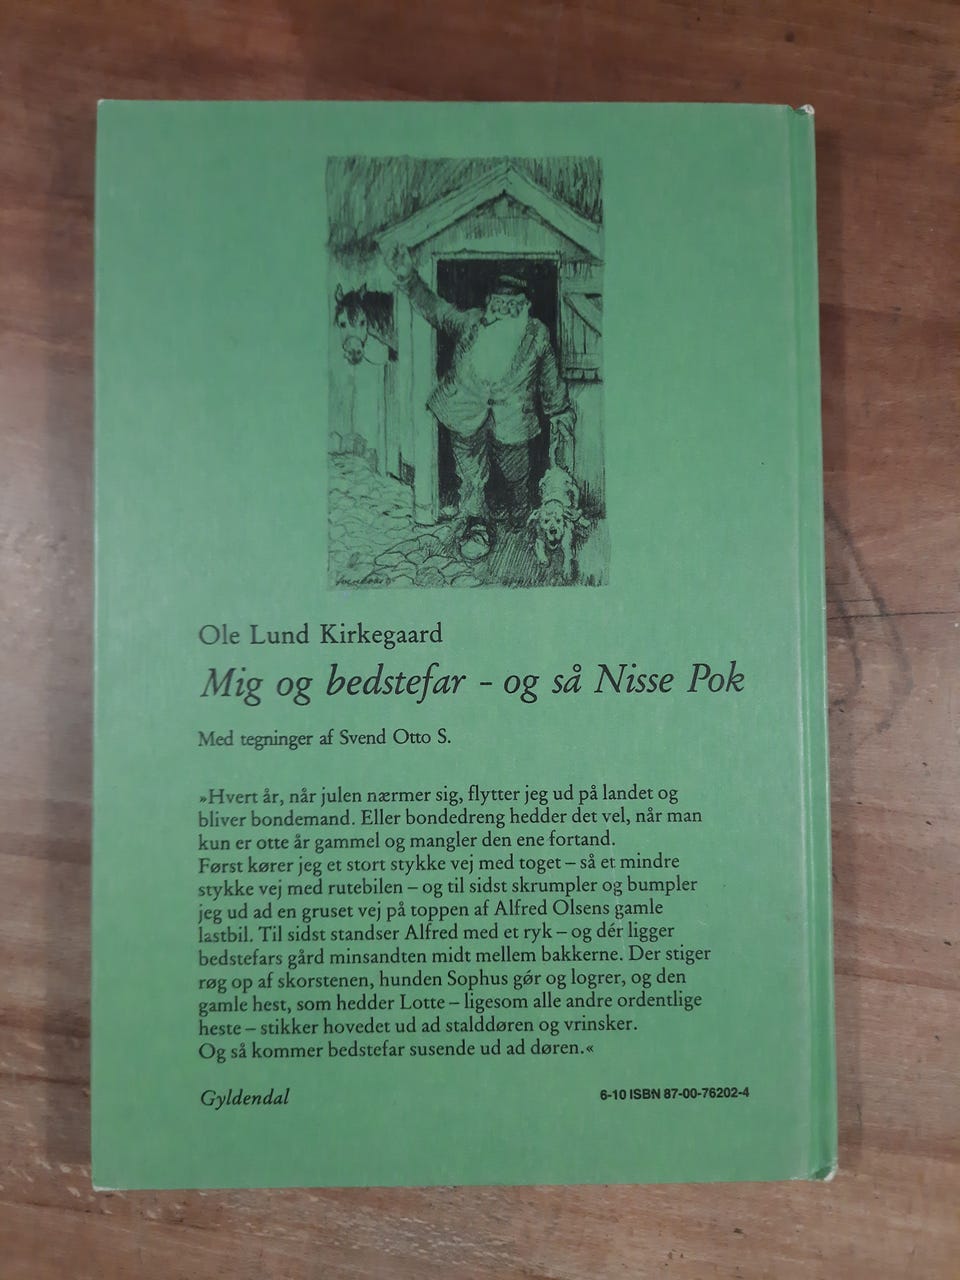 Ole Lund Kirkegaard
Mig og bedstefar - og så Nisse Pok
Med tegninger af Svend Otto S.
»Hvert år, når julen nærmer sig, flytter jeg ud på landet og
bliver bondemand. Eller bondedreng hedder det vel, når man
kun er otte år gammel og mangler den ene fortand.
Først kører jeg et stort stykke vej med toget – så et mindre
stykke vej med rutebilen – og til sidst skrumpler og bumpler
jeg ud ad en gruset vej på toppen af Alfred Olsens gamle
lastbil. Til sidst standser Alfred med et ryk – og dér ligger
bedstefars gård minsandten midt mellem bakkerne. Der stiger
røg op af skorstenen, hunden Sophus gør og logrer, og den
gamle hest, som hedder Lotte – ligesom alle andre ordentlige
heste – stikker hovedet ud ad stalddøren og vrinsker.
Og så kommer bedstefar susende ud ad døren.«
Gyldendal
6-10 ISBN 87-00-76202-4